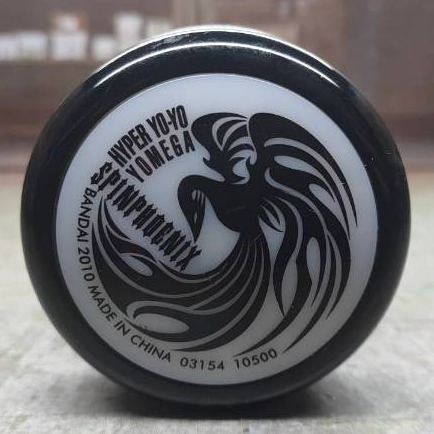 HYPER YO-YO
YOMEGA
SPINPHOENIX
BANDAI 2010 MADE IN CHINA 03154 10500